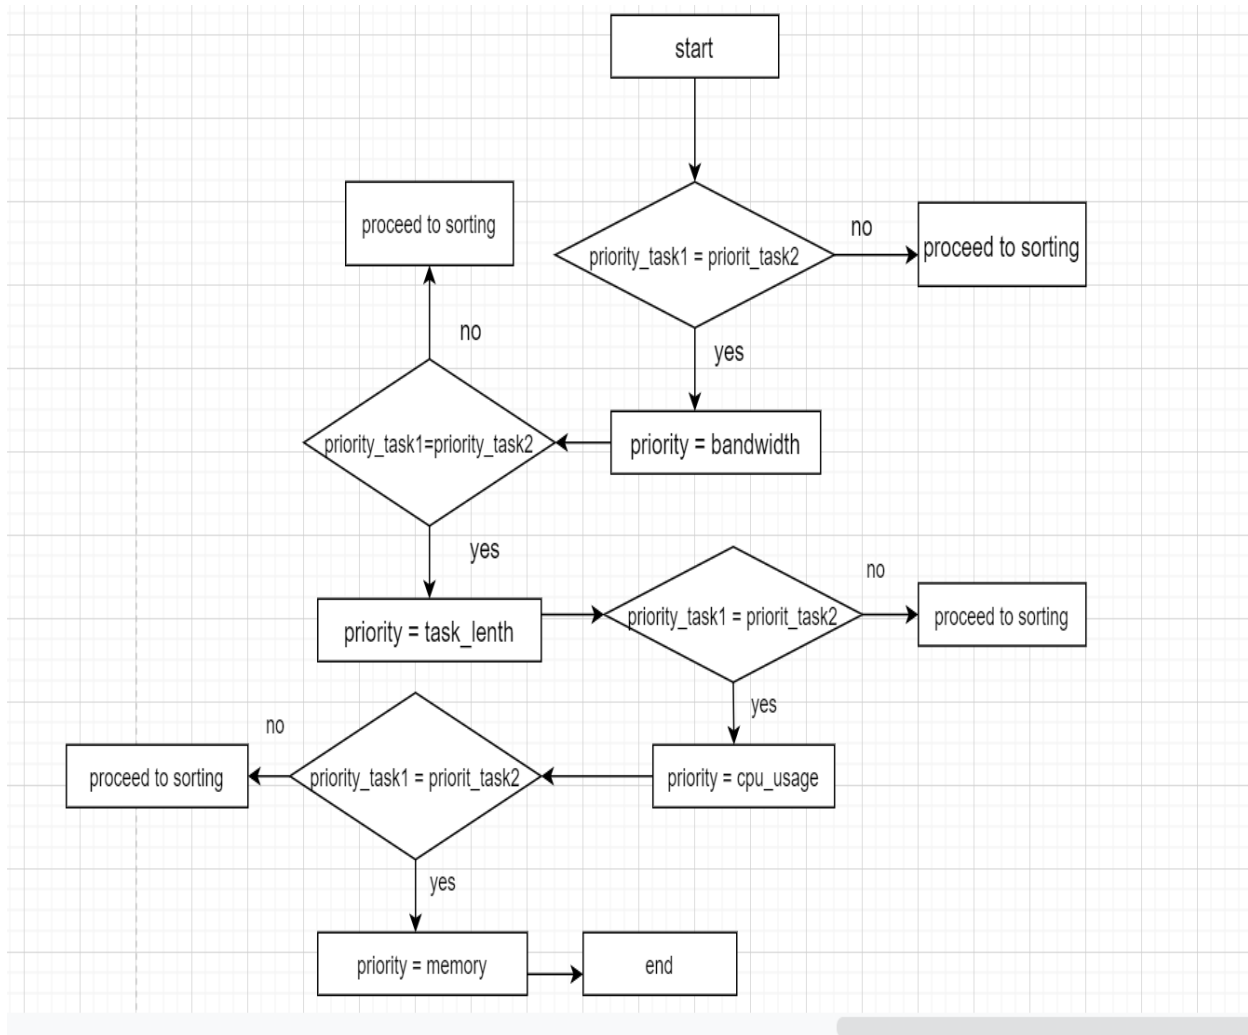 start
priority_task1 = priorit_task2
no
proceed to sorting
yes
priority = bandwidth
priority_task1=priority_task2
no
proceed to sorting
yes
priority = task_lenth
priority_task1 = priorit_task2
no
proceed to sorting
yes
priority = cpu_usage
priority_task1 = priorit_task2
no
proceed to sorting
yes
priority = memory
end